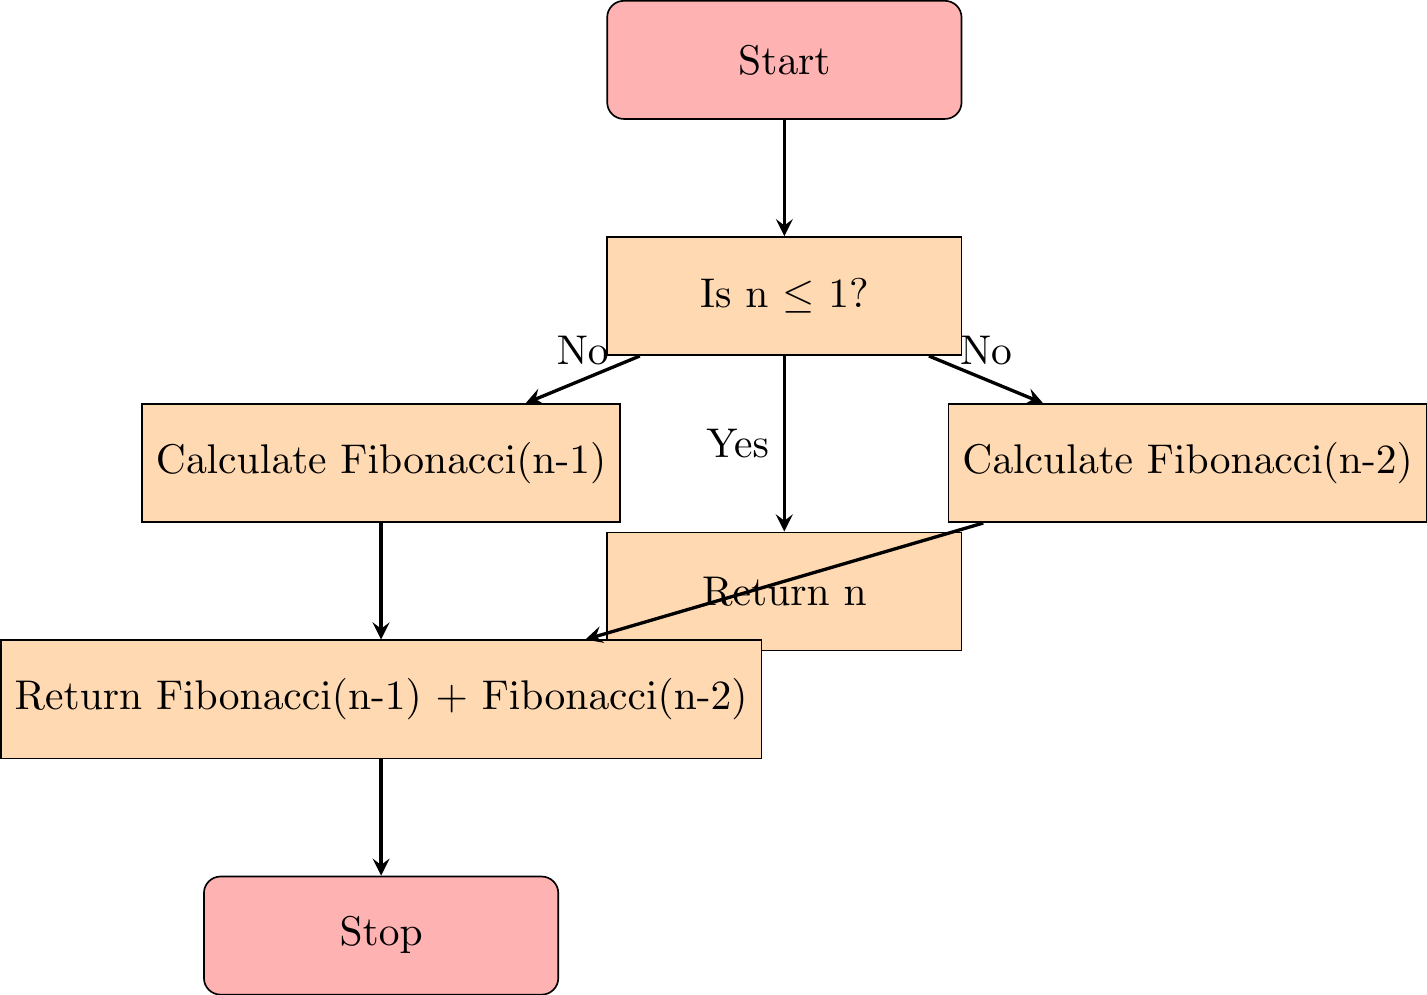 Start
Is n ≤ 1?
No
No
Calculate Fibonacci(n-1)
Yes
Calculate Fibonacci(n-2)
Return n
Return Fibonacci(n-1) + Fibonacci(n-2)
Stop